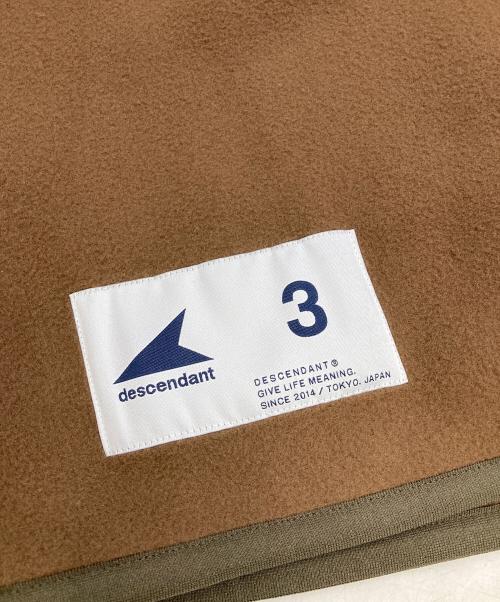 3
descendant
DESCENDANT®
GIVE LIFE MEANING.
SINCE 2014 / TOKYO. JAPAN